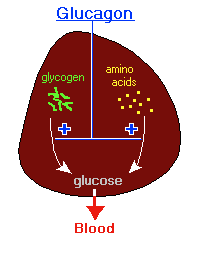 Glucagon
glycogen
amino
acids
+ +
glucose
Blood